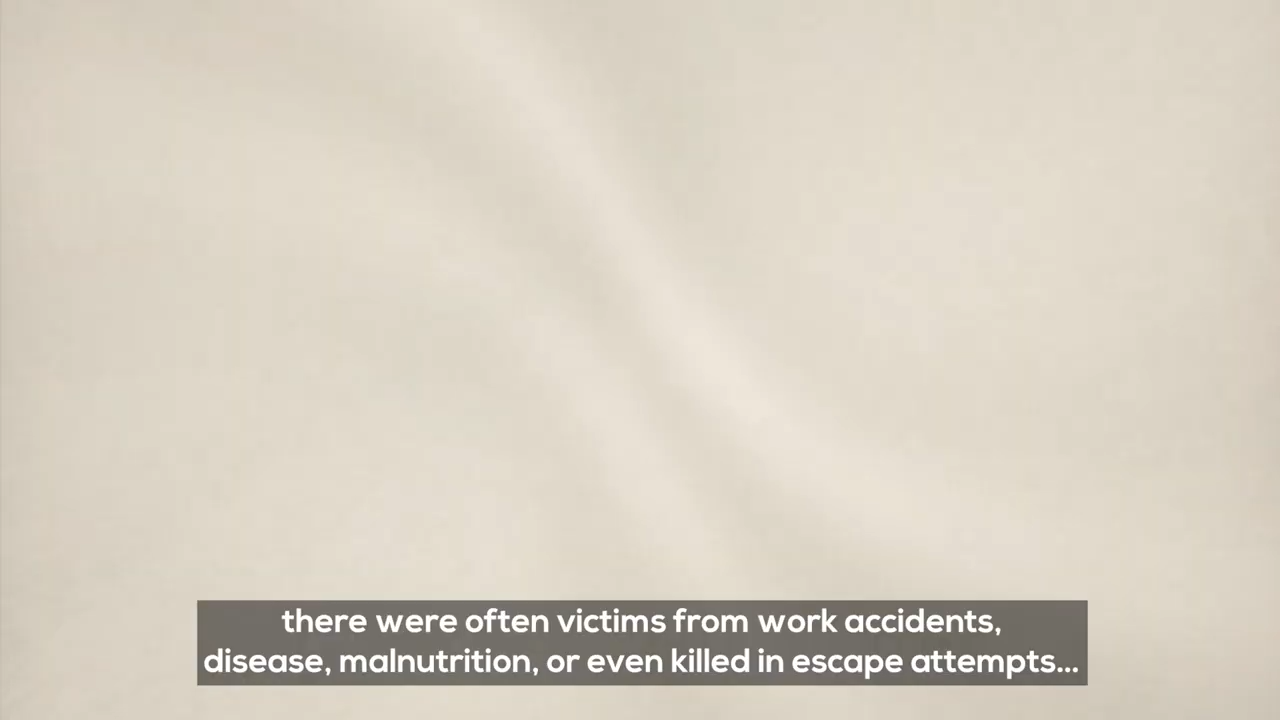 there were often victims from work accidents,
disease, malnutrition, or even killed in escape attempts...